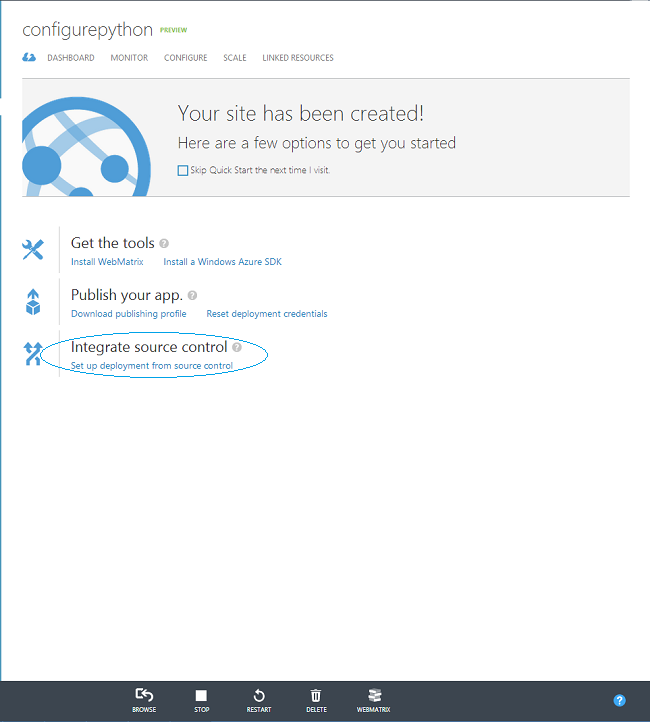 configurepython PREVIEW
DASHBOARD MONITOR CONFIGURE SCALE LINKED RESOURCES
Your site has been created!
Here are a few options to get you started
Skip Quick Start the next time I visit.
Get the tools ?
Install WebMatrix Install a Windows Azure SDK
Publish your app. ?
Download publishing profile Reset deployment credentials
Integrate source control ?
Set up deployment from source control
BROWSE STOP RESTART DELETE WEBMATRIX ?